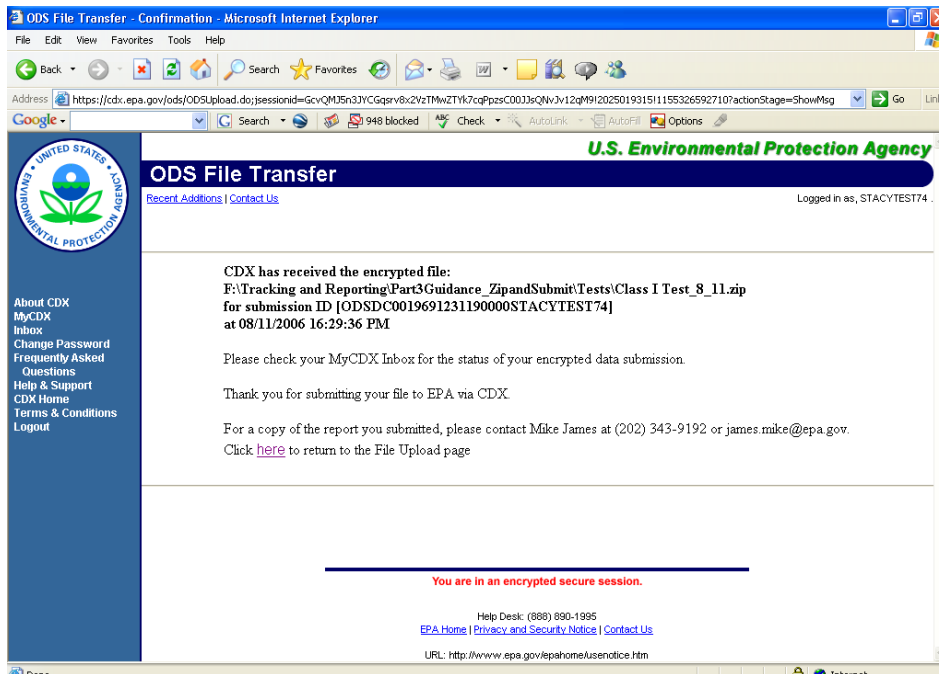 ODS File Transfer - Confirmation - Microsoft Internet Explorer
File Edit View Favorites Tools Help
Back Search Favorites
Address https://cdx.epa.gov/ods/ODSUpload.do;jsessionid=GcvQMJ5n3JYCGqsrv8x2VzTMwZTYk7cqPpzsC00JJsQNvJv12qM9!2025019315!1155326592710?actionStage=ShowMsg Go
Google Search 948 blocked ABC Check AutoLink AutoFill Options
UNITED STATES
ENVIRONMENTAL PROTECTION AGENCY
U.S. Environmental Protection Agency
ODS File Transfer
Recent Additions | Contact Us
Logged in as, STACYTEST74 .
About CDX
MyCDX
Inbox
Change Password
Frequently Asked
Questions
Help & Support
CDX Home
Terms & Conditions
Logout
CDX has received the encrypted file:
F:\Tracking and Reporting\Part3Guidance_ZipandSubmit\Tests\Class I Test_8_11.zip
for submission ID [ODSDC0019691231190000STACYTEST74]
at 08/11/2006 16:29:36 PM
Please check your MyCDX Inbox for the status of your encrypted data submission.
Thank you for submitting your file to EPA via CDX.
For a copy of the report you submitted, please contact Mike James at (202) 343-9192 or james.mike@epa.gov.
Click here to return to the File Upload page
You are in an encrypted secure session.
Help Desk: (888) 890-1995
EPA Home | Privacy and Security Notice | Contact Us
URL: http://www.epa.gov/epahome/usenotice.htm